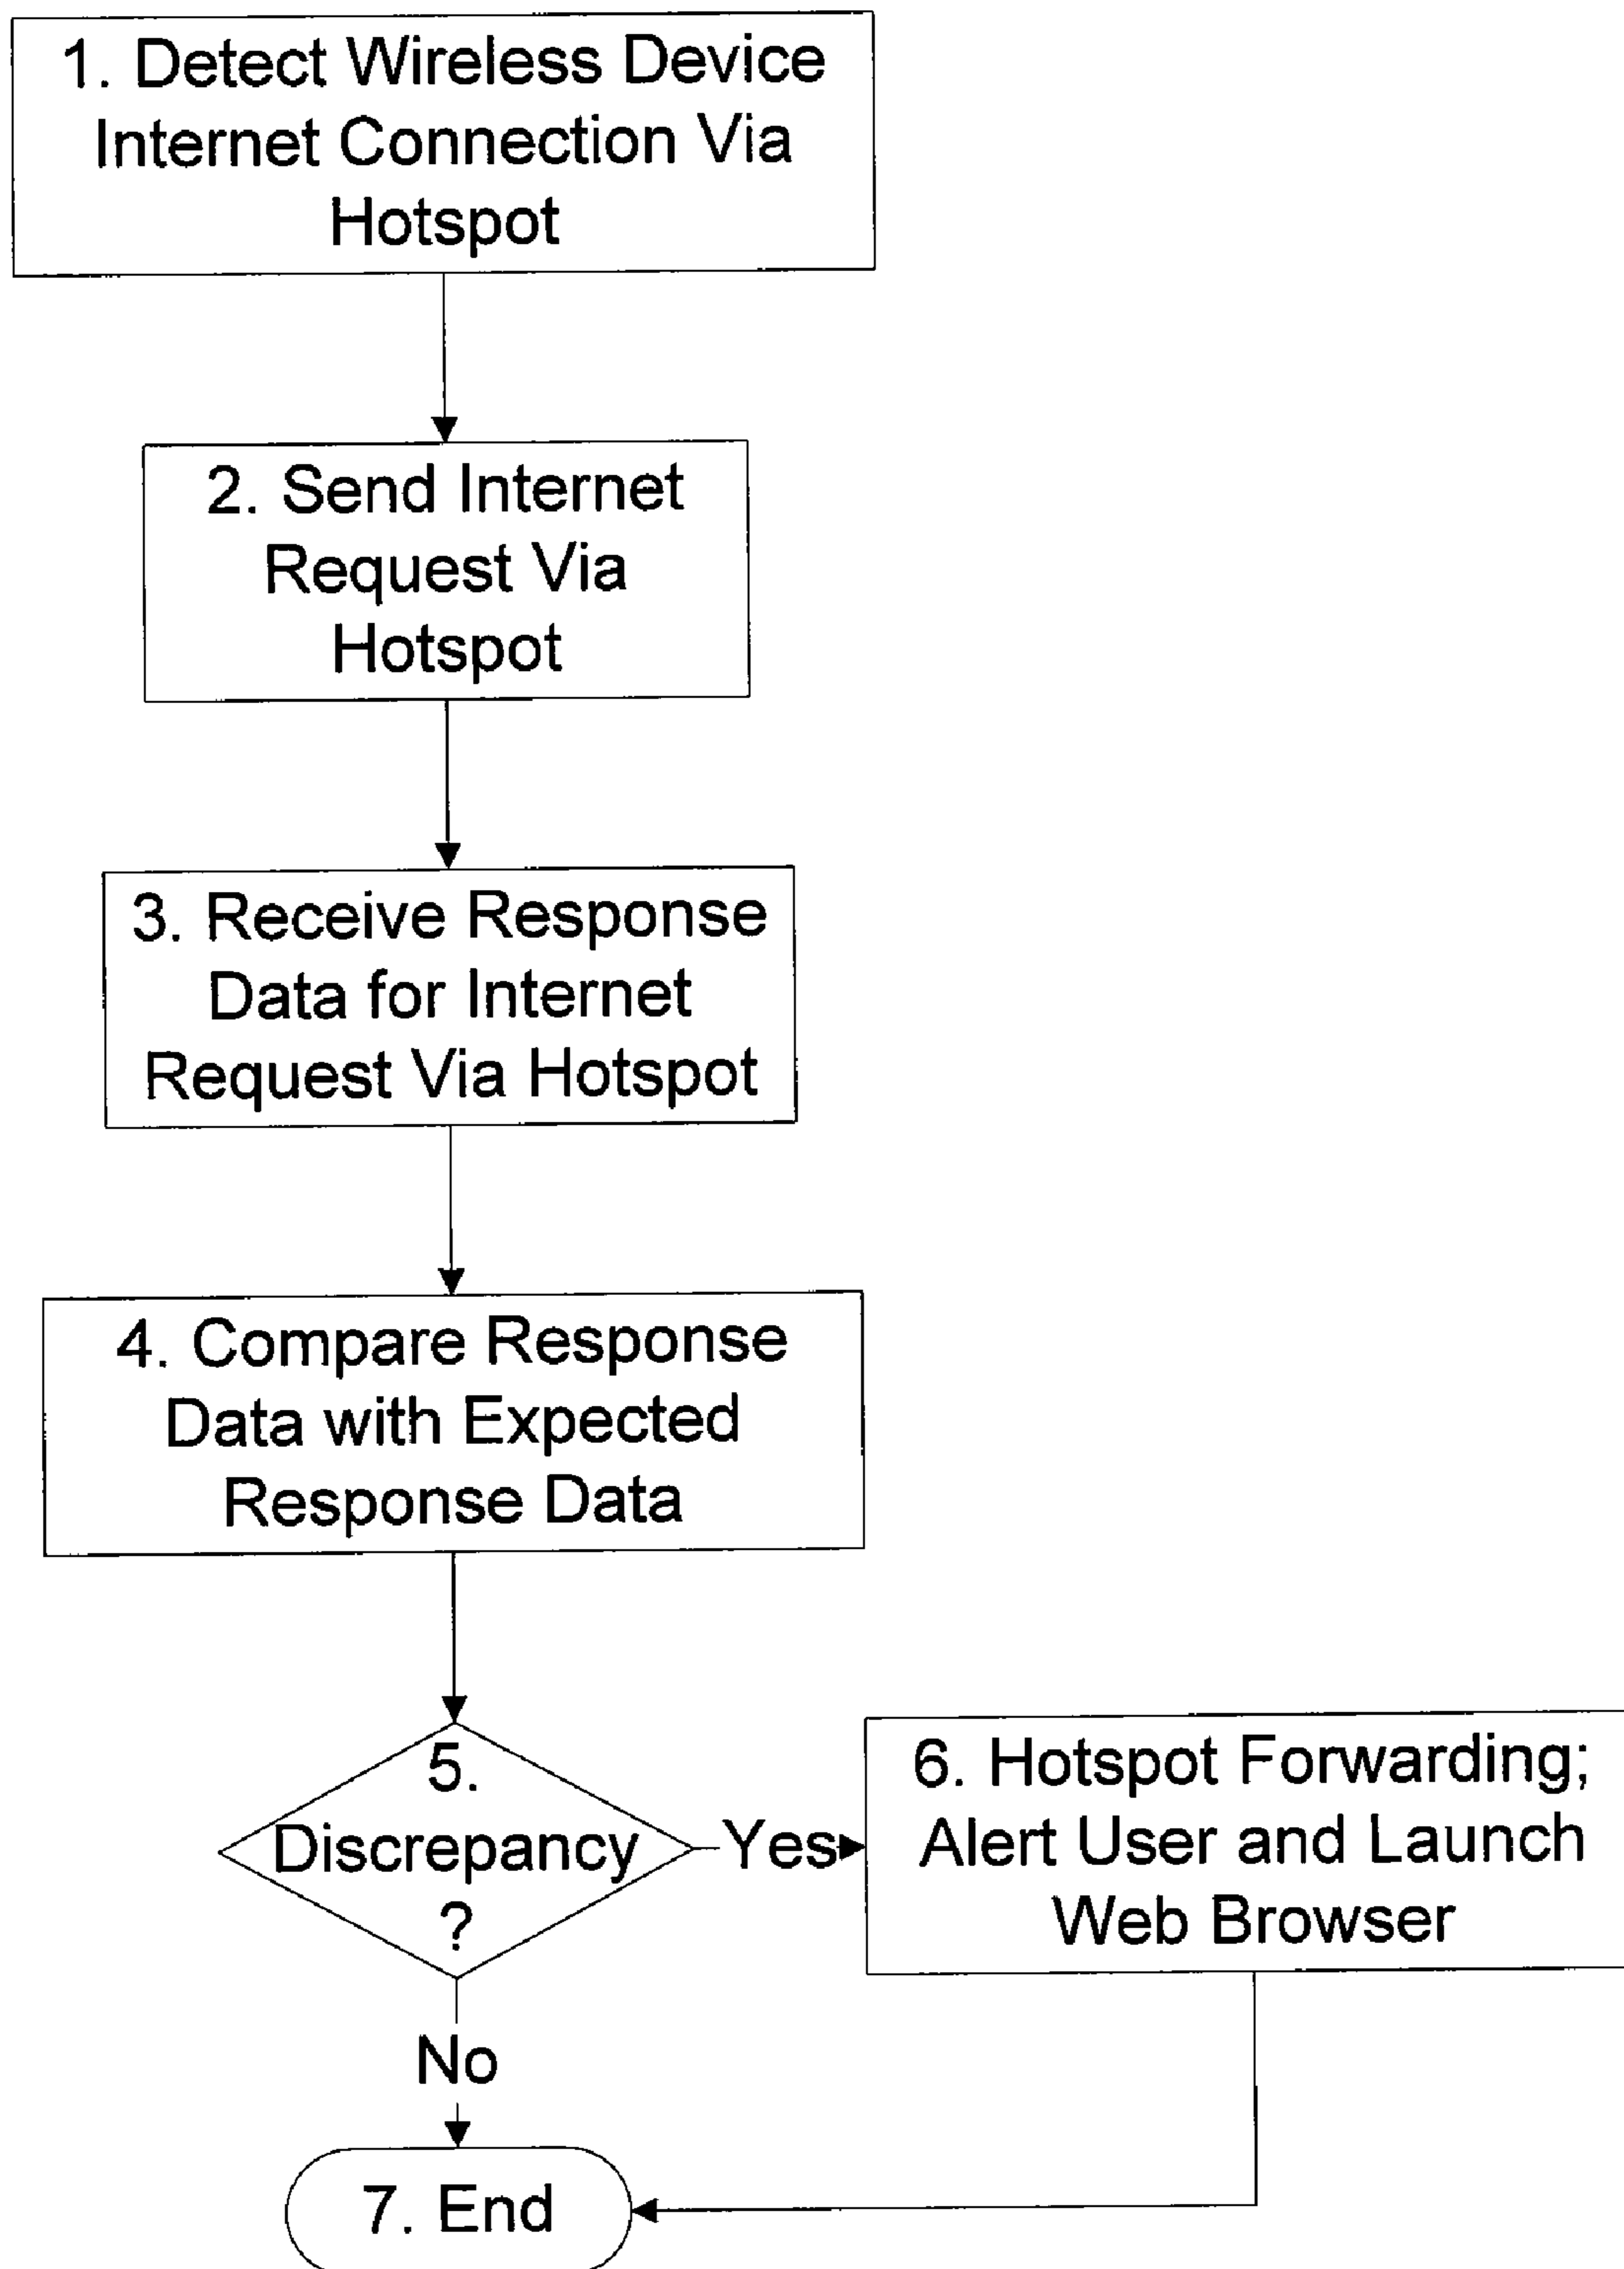 1. Detect Wireless Device
Internet Connection Via
Hotspot
2. Send Internet
Request Via
Hotspot
3. Receive Response
Data for Internet
Request Via Hotspot
4. Compare Response
Data with Expected
Response Data
5.
Discrepancy
?
Yes
6. Hotspot Forwarding;
Alert User and Launch
Web Browser
No
7. End